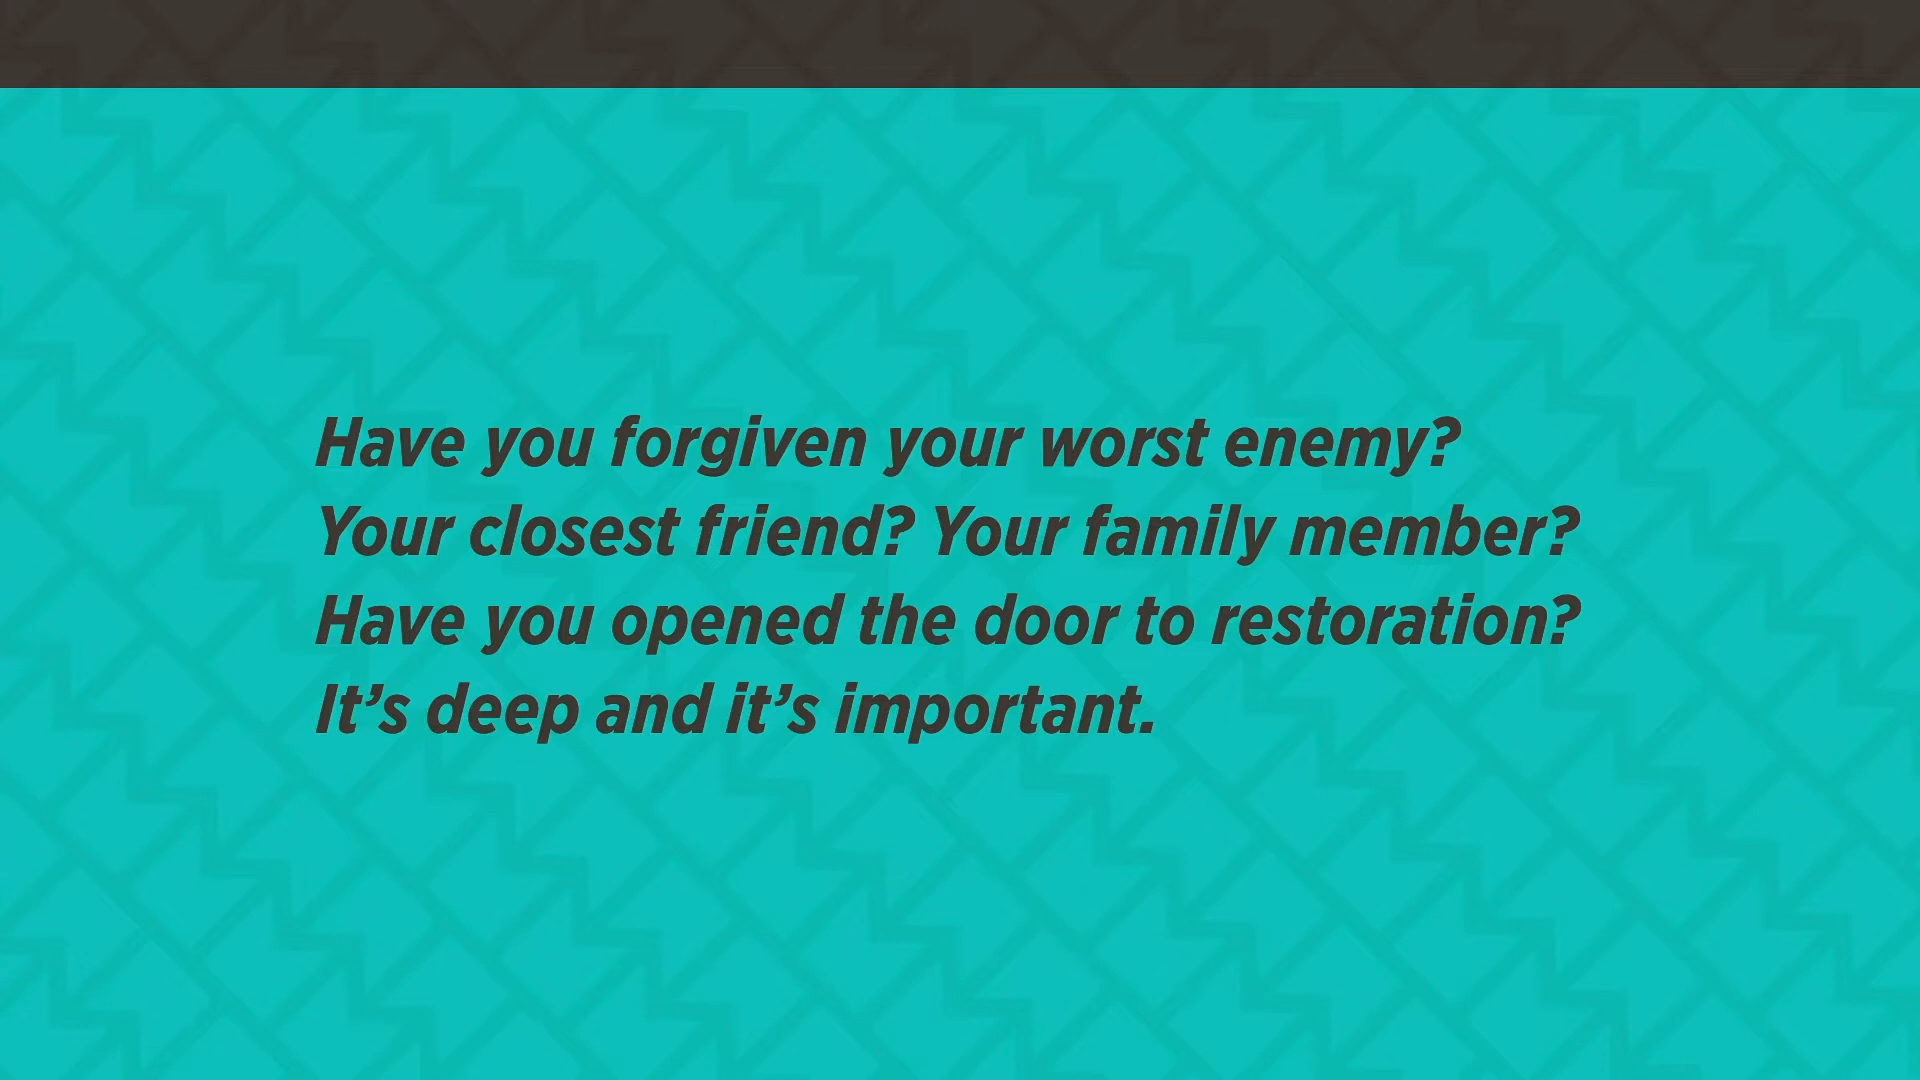 Have you forgiven your worst enemy?
Your closest friend? Your family member?
Have you opened the door to restoration?
It’s deep and it’s important.